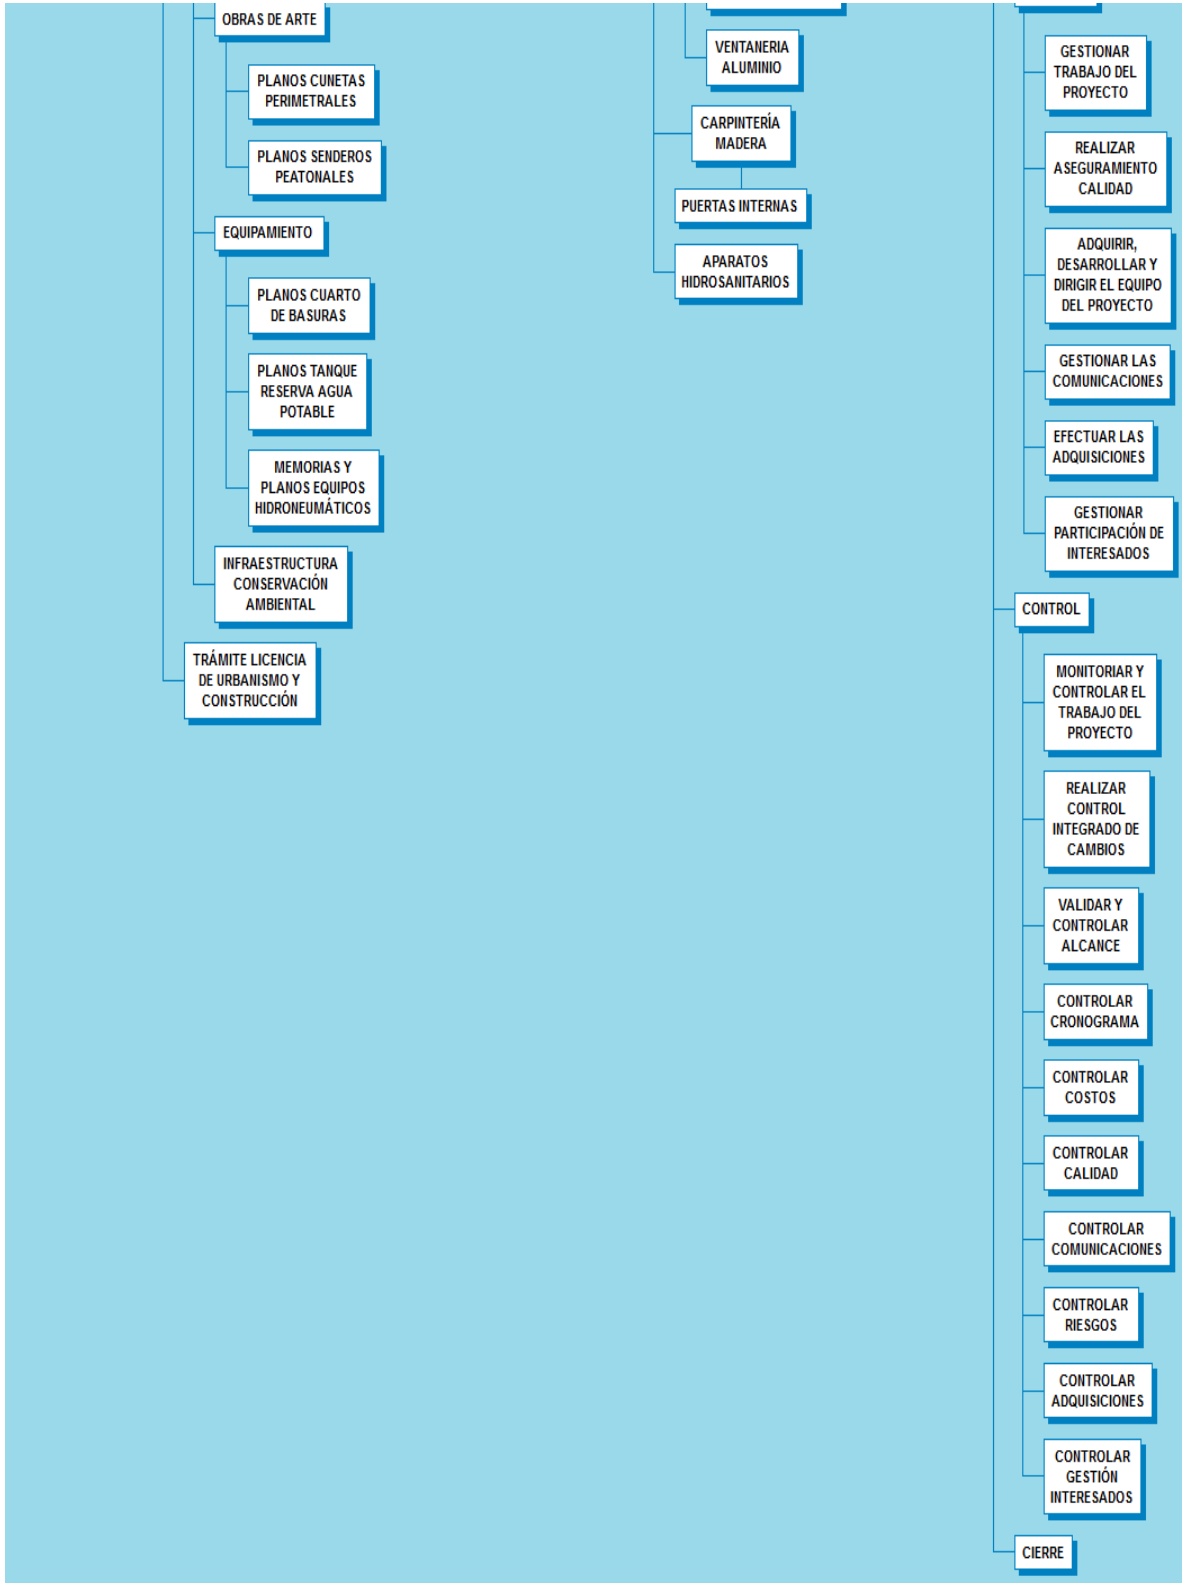 OBRAS DE ARTE
PLANOS CUNETAS
PERIMETRALES
PLANOS SENDEROS
PEATONALES
EQUIPAMIENTO
PLANOS CUARTO
DE BASURAS
PLANOS TANQUE
RESERVA AGUA
POTABLE
MEMORIAS Y
PLANOS EQUIPOS
HIDRONEUMÁTICOS
INFRAESTRUCTURA
CONSERVACIÓN
AMBIENTAL
TRÁMITE LICENCIA
DE URBANISMO Y
CONSTRUCCIÓN
VENTANERIA
ALUMINIO
CARPINTERÍA
MADERA
PUERTAS INTERNAS
APARATOS
HIDROSANITARIOS
GESTIONAR
TRABAJO DEL
PROYECTO
REALIZAR
ASEGURAMIENTO
CALIDAD
ADQUIRIR,
DESARROLLAR Y
DIRIGIR EL EQUIPO
DEL PROYECTO
GESTIONAR LAS
COMUNICACIONES
EFECTUAR LAS
ADQUISICIONES
GESTIONAR
PARTICIPACIÓN DE
INTERESADOS
CONTROL
MONITORIAR Y
CONTROLAR EL
TRABAJO DEL
PROYECTO
REALIZAR
CONTROL
INTEGRADO DE
CAMBIOS
VALIDAR Y
CONTROLAR
ALCANCE
CONTROLAR
CRONOGRAMA
CONTROLAR
COSTOS
CONTROLAR
CALIDAD
CONTROLAR
COMUNICACIONES
CONTROLAR
RIESGOS
CONTROLAR
ADQUISICIONES
CONTROLAR
GESTIÓN
INTERESADOS
CIERRE